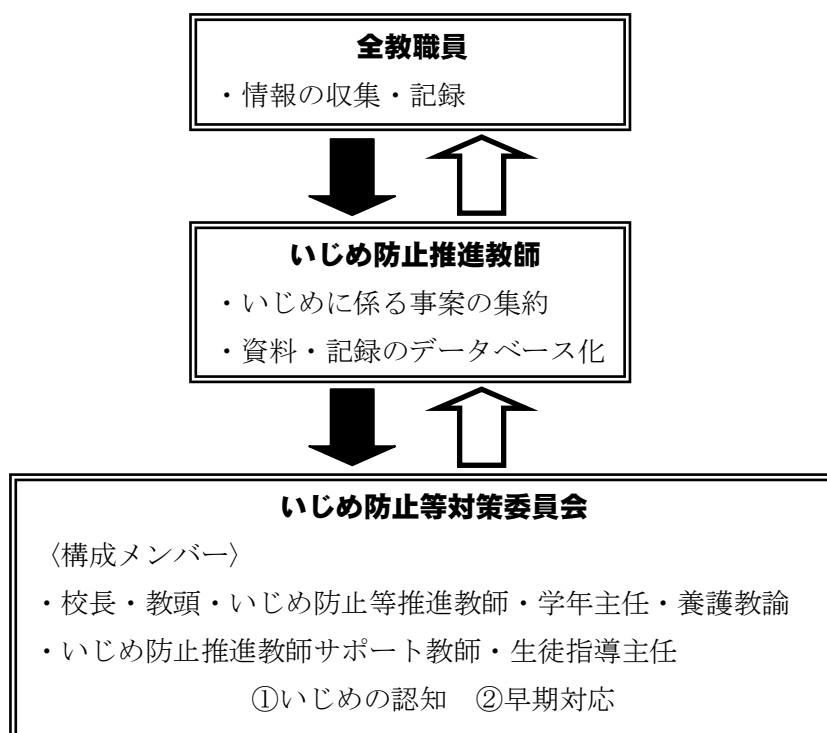 全教職員
・情報の収集・記録
いじめ防止推進教師
・いじめに係る事案の集約
・資料・記録のデータベース化
いじめ防止等対策委員会
〈構成メンバー〉
・校長・教頭・いじめ防止等推進教師・学年主任・養護教諭
・いじめ防止推進教師サポート教師・生徒指導主任
①いじめの認知　②早期対応